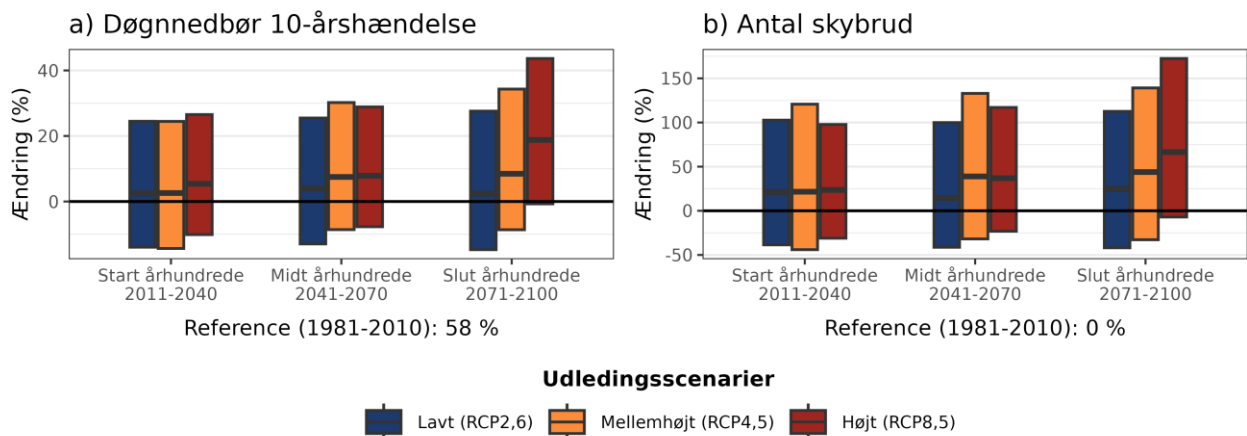 a) Døgnnedbør 10-årshændelse
Ændring (%)
40
20
0
Start århundrede
2011-2040
Midt århundrede
2041-2070
Slut århundrede
2071-2100
Reference (1981-2010): 58 %
b) Antal skybrud
Ændring (%)
150
100
50
0
-50
Start århundrede
2011-2040
Midt århundrede
2041-2070
Slut århundrede
2071-2100
Reference (1981-2010): 0 %
Udledingsscenarier
Lavt (RCP2,6)
Mellemhøjt (RCP4,5)
Højt (RCP8,5)